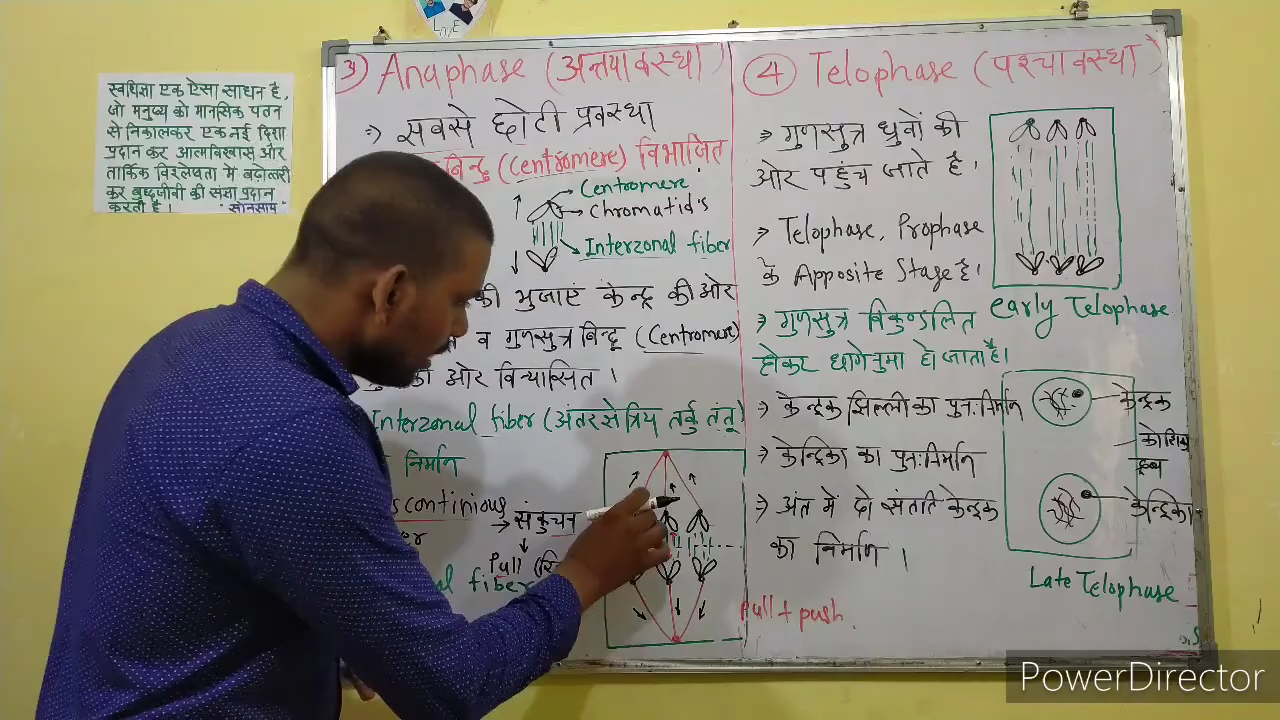 L E
स्वशिक्षा एक ऐसा साधन है,
जो मनुष्य को मानसिक पतन
से निकालकर एक नई दिशा
प्रदान कर आत्मविश्वास और
तार्किक विश्लेषता में बढ़ोत्तरी
कर बुद्धजीवी की संज्ञा प्रदान
करती है।
3) Anaphase (अन्त्यावस्था)
⇒ सबसे छोटी प्रवस्था
बिन्दु (Centromere) विभाजित
Centromere
Chromatid's
Interzonal fiber
की भुजाएं केन्द्र की ओर
व गुणसुत्र बिन्दू (Centromere)
की ओर विन्यासित ।
Interzonal fiber (अंतरक्षेत्रिय तर्कु तंतू)
निर्माण
scontinious
→ संकुचन
Pull
fiber
Pull + push
④ Telophase (पश्चावस्था)
⇒ गुणसुत्र ध्रुवों की
ओर पहुंच जाते है ।
⇒ Telophase, Prophase
के Apposite Stage है।
⇒ गुणसुत्र विकुण्डलित
होकर धागेनुमा हो जाता है।
⇒ केन्द्रक झिल्ली का पुनःनिर्माण
⇒ केन्द्रिका का पुनःनिर्माण
⇒ अंत में दो संतति केन्द्रक
का निर्माण ।
early Telophase
केन्द्रक
केन्द्रिका
Late Telophase
PowerDirector